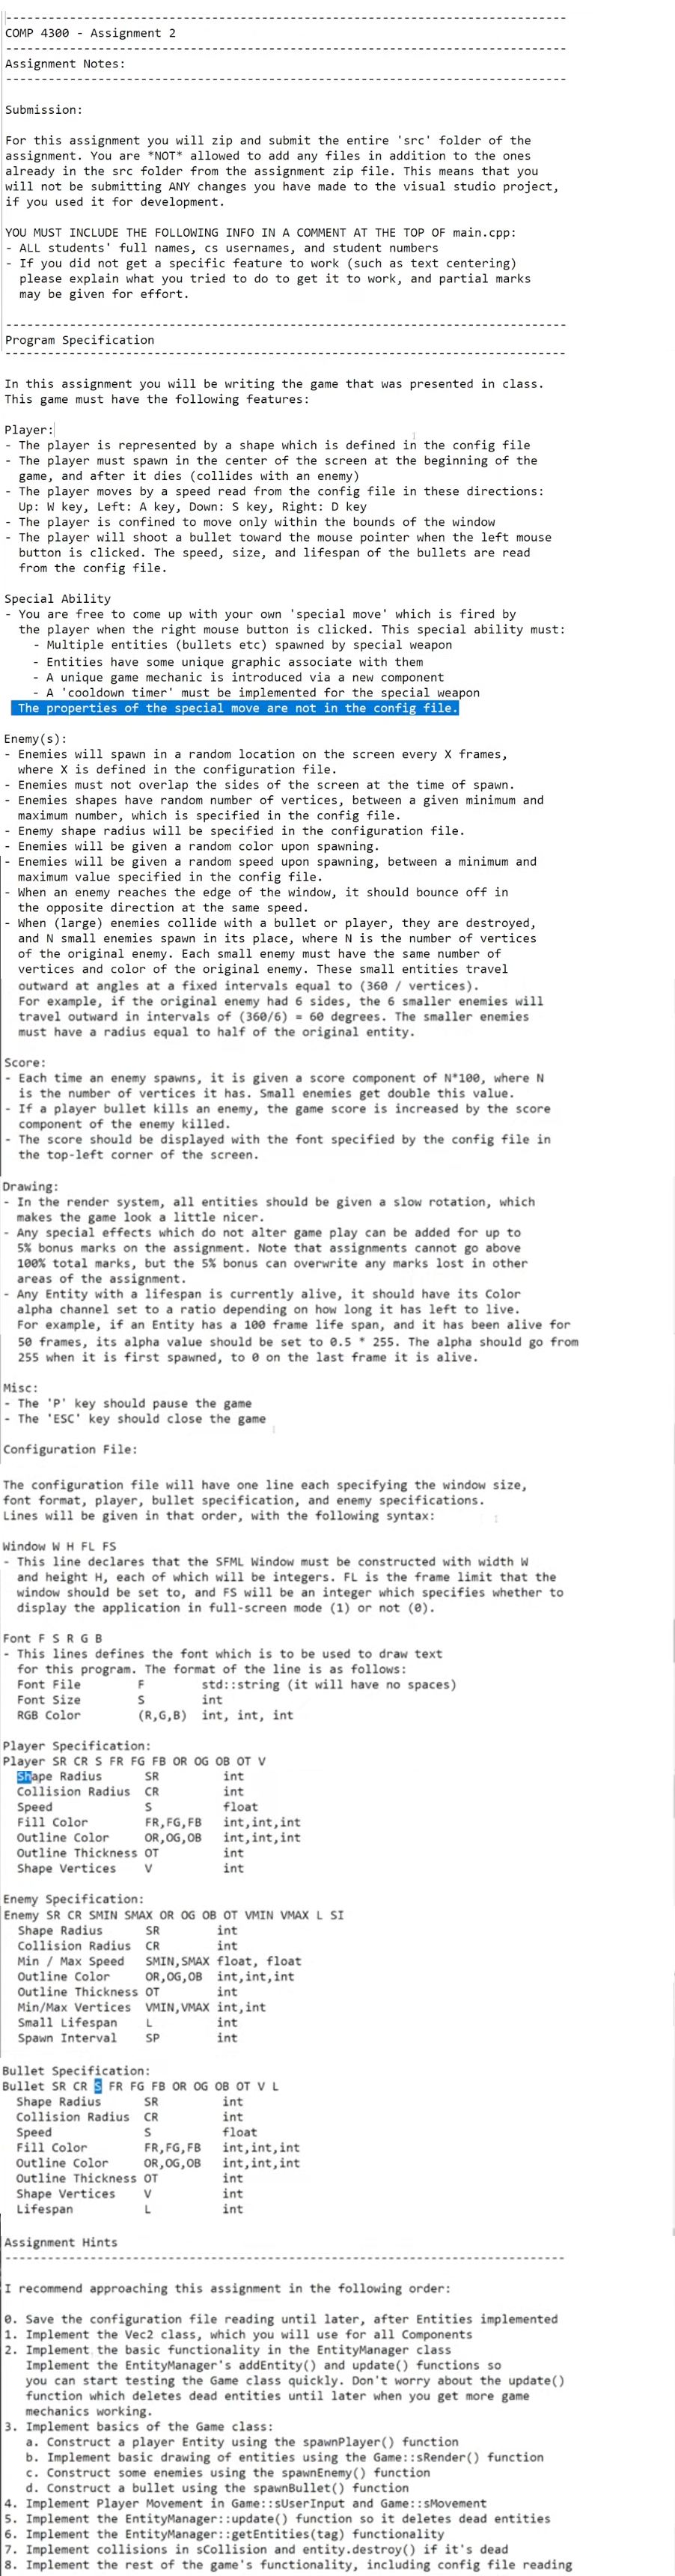 --------------------------------------------------------------------------------
COMP 4300 - Assignment 2
--------------------------------------------------------------------------------
Assignment Notes:
--------------------------------------------------------------------------------
Submission:
For this assignment you will zip and submit the entire 'src' folder of the
assignment. You are *NOT* allowed to add any files in addition to the ones
already in the src folder from the assignment zip file. This means that you
will not be submitting ANY changes you have made to the visual studio project,
if you used it for development.
YOU MUST INCLUDE THE FOLLOWING INFO IN A COMMENT AT THE TOP OF main.cpp:
- ALL students' full names, cs usernames, and student numbers
- If you did not get a specific feature to work (such as text centering)
please explain what you tried to do to get it to work, and partial marks
may be given for effort.
--------------------------------------------------------------------------------
Program Specification
--------------------------------------------------------------------------------
In this assignment you will be writing the game that was presented in class.
This game must have the following features:
Player:
- The player is represented by a shape which is defined in the config file
- The player must spawn in the center of the screen at the beginning of the
game, and after it dies (collides with an enemy)
- The player moves by a speed read from the config file in these directions:
Up: W key, Left: A key, Down: S key, Right: D key
- The player is confined to move only within the bounds of the window
- The player will shoot a bullet toward the mouse pointer when the left mouse
button is clicked. The speed, size, and lifespan of the bullets are read
from the config file.
Special Ability
- You are free to come up with your own 'special move' which is fired by
the player when the right mouse button is clicked. This special ability must:
- Multiple entities (bullets etc) spawned by special weapon
- Entities have some unique graphic associate with them
- A unique game mechanic is introduced via a new component
- A 'cooldown timer' must be implemented for the special weapon
The properties of the special move are not in the config file.
Enemy(s):
- Enemies will spawn in a random location on the screen every X frames,
where X is defined in the configuration file.
- Enemies must not overlap the sides of the screen at the time of spawn.
- Enemies shapes have random number of vertices, between a given minimum and
maximum number, which is specified in the config file.
- Enemy shape radius will be specified in the configuration file.
- Enemies will be given a random color upon spawning.
- Enemies will be given a random speed upon spawning, between a minimum and
maximum value specified in the config file.
- When an enemy reaches the edge of the window, it should bounce off in
the opposite direction at the same speed.
- When (large) enemies collide with a bullet or player, they are destroyed,
and N small enemies spawn in its place, where N is the number of vertices
of the original enemy. Each small enemy must have the same number of
vertices and color of the original enemy. These small entities travel
outward at angles at a fixed intervals equal to (360 / vertices).
For example, if the original enemy had 6 sides, the 6 smaller enemies will
travel outward in intervals of (360/6) = 60 degrees. The smaller enemies
must have a radius equal to half of the original entity.
Score:
- Each time an enemy spawns, it is given a score component of N*100, where N
is the number of vertices it has. Small enemies get double this value.
- If a player bullet kills an enemy, the game score is increased by the score
component of the enemy killed.
- The score should be displayed with the font specified by the config file in
the top-left corner of the screen.
Drawing:
- In the render system, all entities should be given a slow rotation, which
makes the game look a little nicer.
- Any special effects which do not alter game play can be added for up to
5% bonus marks on the assignment. Note that assignments cannot go above
100% total marks, but the 5% bonus can overwrite any marks lost in other
areas of the assignment.
- Any Entity with a lifespan is currently alive, it should have its Color
alpha channel set to a ratio depending on how long it has left to live.
For example, if an Entity has a 100 frame life span, and it has been alive for
50 frames, its alpha value should be set to 0.5 * 255. The alpha should go from
255 when it is first spawned, to 0 on the last frame it is alive.
Misc:
- The 'P' key should pause the game
- The 'ESC' key should close the game
Configuration File:
The configuration file will have one line each specifying the window size,
font format, player, bullet specification, and enemy specifications.
Lines will be given in that order, with the following syntax:
Window W H FL FS
- This line declares that the SFML Window must be constructed with width W
and height H, each of which will be integers. FL is the frame limit that the
window should be set to, and FS will be an integer which specifies whether to
display the application in full-screen mode (1) or not (0).
Font F S R G B
- This lines defines the font which is to be used to draw text
for this program. The format of the line is as follows:
Font File F std::string (it will have no spaces)
Font Size S int
RGB Color (R,G,B) int, int, int
Player Specification:
Player SR CR S FR FG FB OR OG OB OT V
Shape Radius SR int
Collision Radius CR int
Speed S float
Fill Color FR,FG,FB int,int,int
Outline Color OR,OG,OB int,int,int
Outline Thickness OT int
Shape Vertices V int
Enemy Specification:
Enemy SR CR SMIN SMAX OR OG OB OT VMIN VMAX L SI
Shape Radius SR int
Collision Radius CR int
Min / Max Speed SMIN,SMAX float, float
Outline Color OR,OG,OB int,int,int
Outline Thickness OT int
Min/Max Vertices VMIN,VMAX int,int
Small Lifespan L int
Spawn Interval SP int
Bullet Specification:
Bullet SR CR S FR FG FB OR OG OB OT V L
Shape Radius SR int
Collision Radius CR int
Speed S float
Fill Color FR,FG,FB int,int,int
Outline Color OR,OG,OB int,int,int
Outline Thickness OT int
Shape Vertices V int
Lifespan L int
Assignment Hints
--------------------------------------------------------------------------------
I recommend approaching this assignment in the following order:
0. Save the configuration file reading until later, after Entities implemented
1. Implement the Vec2 class, which you will use for all Components
2. Implement the basic functionality in the EntityManager class
Implement the EntityManager's addEntity() and update() functions so
you can start testing the Game class quickly. Don't worry about the update()
function which deletes dead entities until later when you get more game
mechanics working.
3. Implement basics of the Game class:
a. Construct a player Entity using the spawnPlayer() function
b. Implement basic drawing of entities using the Game::sRender() function
c. Construct some enemies using the spawnEnemy() function
d. Construct a bullet using the spawnBullet() function
4. Implement Player Movement in Game::sUserInput and Game::sMovement
5. Implement the EntityManager::update() function so it deletes dead entities
6. Implement the EntityManager::getEntities(tag) functionality
7. Implement collisions in sCollision and entity.destroy() if it's dead
8. Implement the rest of the game's functionality, including config file reading